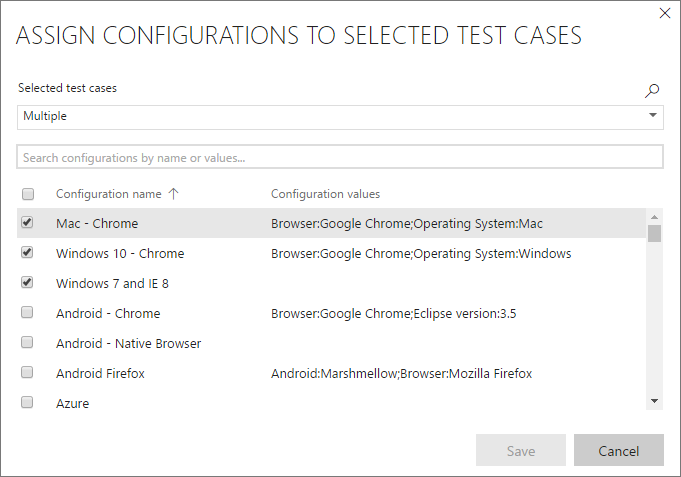 ASSIGN CONFIGURATIONS TO SELECTED TEST CASES
Selected test cases
Multiple
Search configurations by name or values...
Configuration name Configuration values
Mac - Chrome Browser:Google Chrome;Operating System:Mac
Windows 10 - Chrome Browser:Google Chrome;Operating System:Windows
Windows 7 and IE 8
Android - Chrome Browser:Google Chrome;Eclipse version:3.5
Android - Native Browser
Android Firefox Android:Marshmellow;Browser:Mozilla Firefox
Azure
Save Cancel